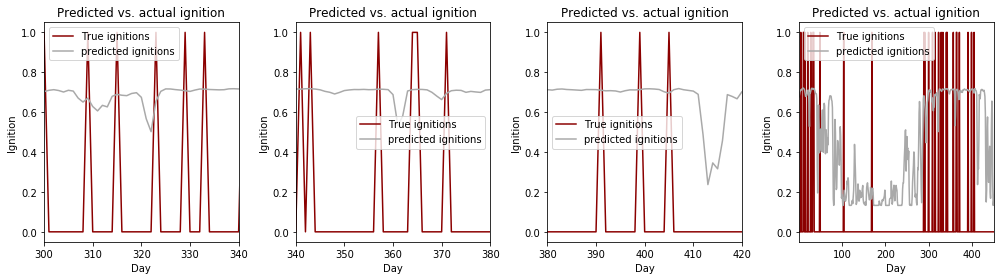 Predicted vs. actual ignition
True ignitions
predicted ignitions
Ignition
1.0
0.8
0.6
0.4
0.2
0.0
300 310 320 330 340
Day
Predicted vs. actual ignition
True ignitions
predicted ignitions
Ignition
1.0
0.8
0.6
0.4
0.2
0.0
340 350 360 370 380
Day
Predicted vs. actual ignition
True ignitions
predicted ignitions
Ignition
1.0
0.8
0.6
0.4
0.2
0.0
380 390 400 410 420
Day
Predicted vs. actual ignition
True ignitions
predicted ignitions
Ignition
1.0
0.8
0.6
0.4
0.2
0.0
100 200 300 400
Day